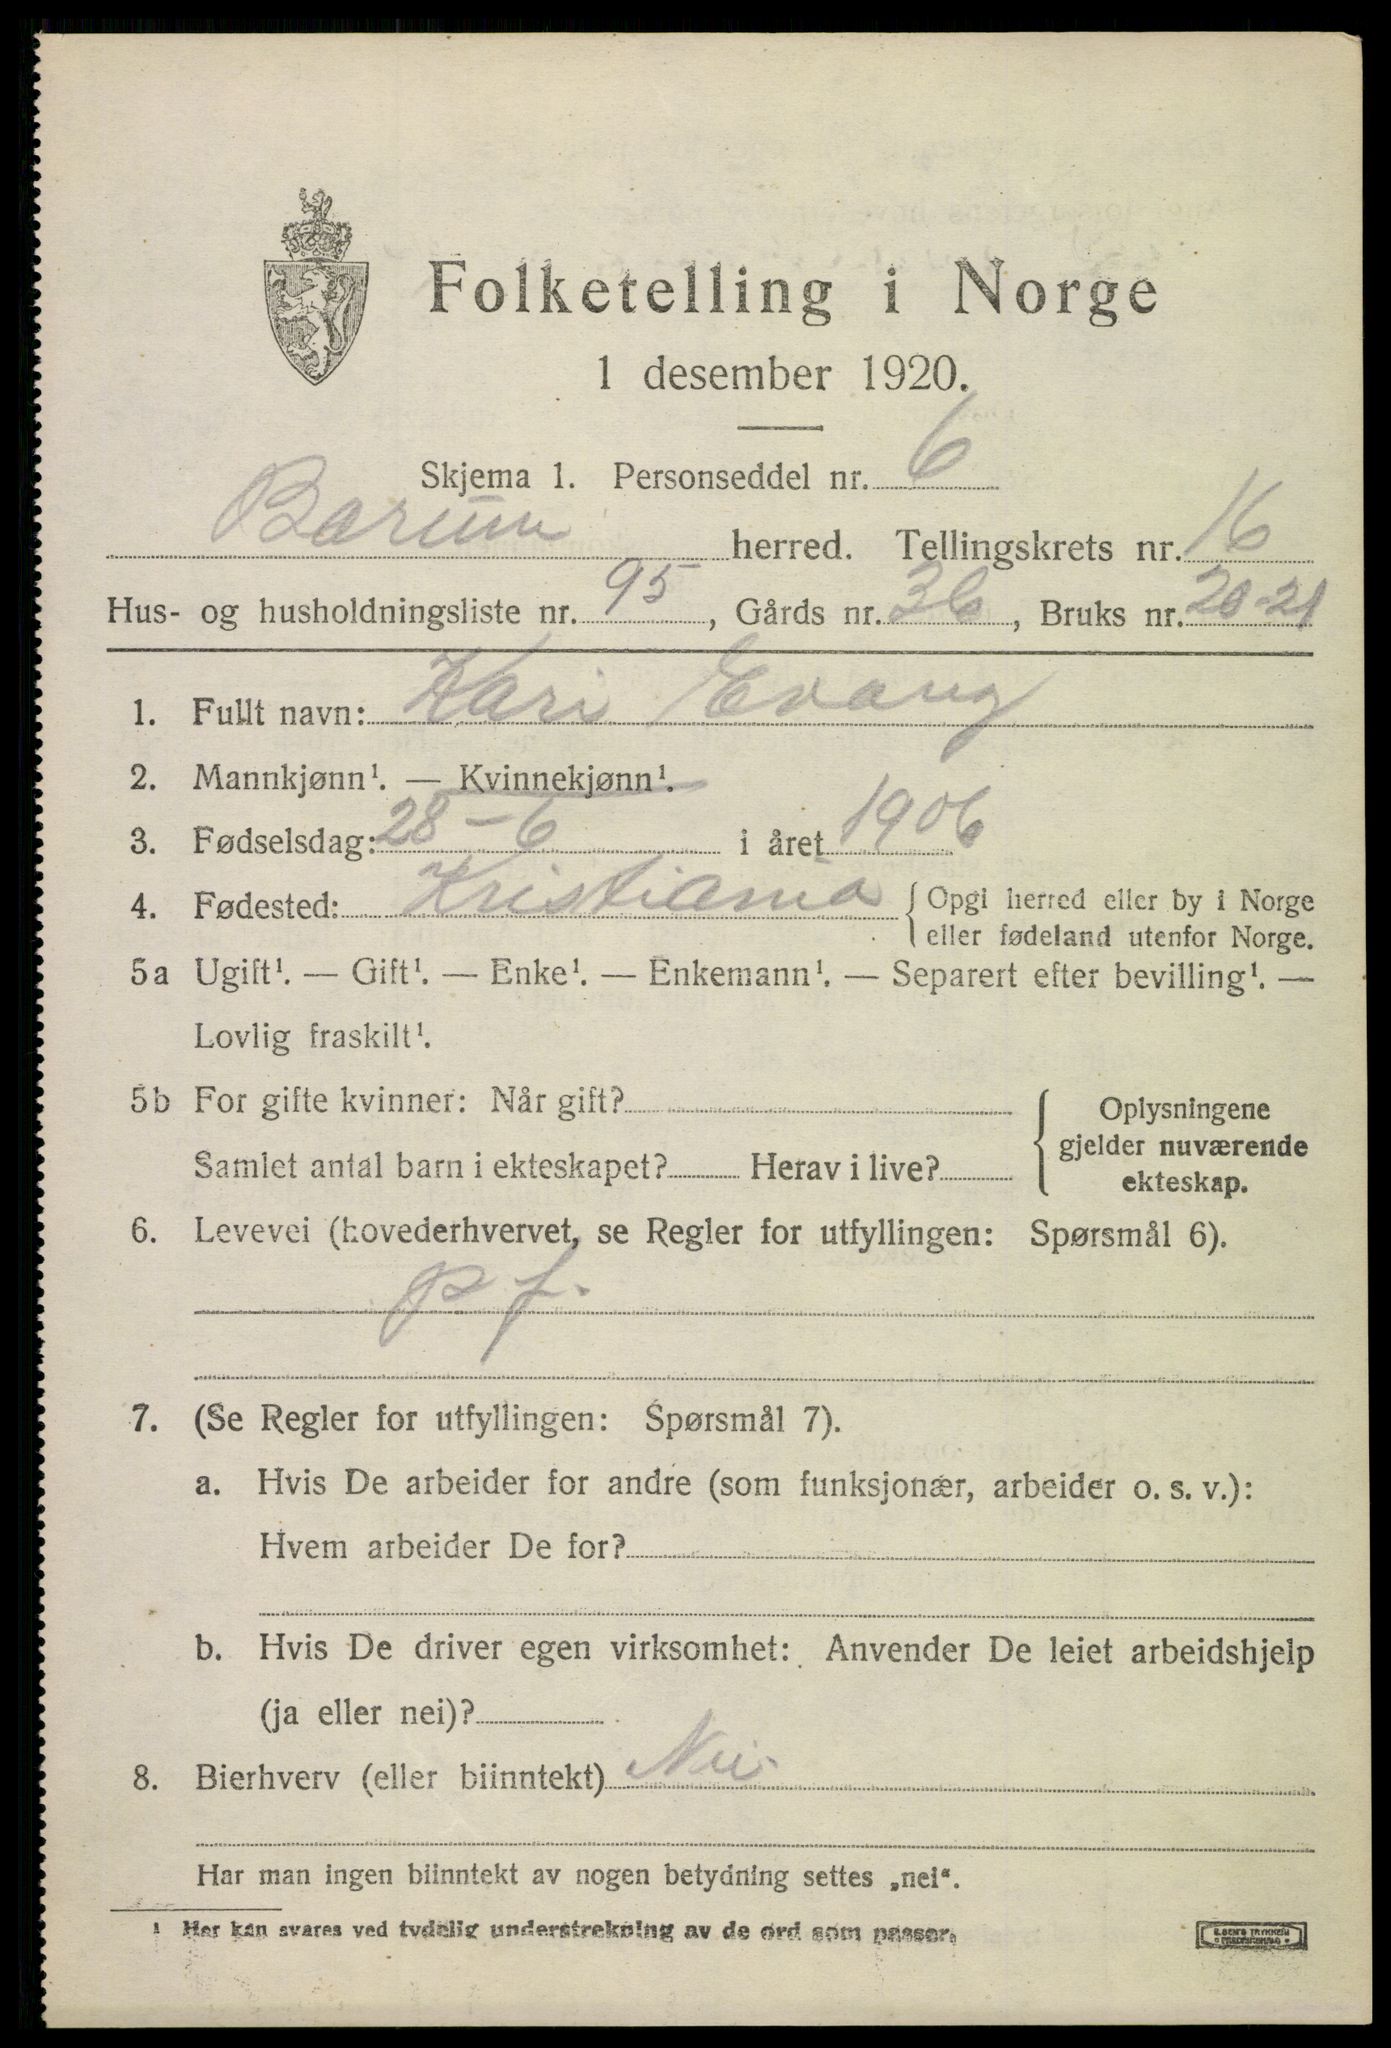 Folketelling i Norge
1 desember 1920.
Skjema 1. Personseddel nr. 6
Bærum herred. Tellingskrets nr. 16
Hus- og husholdningsliste nr. 95, Gårds nr. 36, Bruks nr. 20-21
1. Fullt navn: Kari Evang
2. Mannkjønn¹. — Kvinnekjønn¹.
3. Fødselsdag: 28-6 i året 1906
4. Fødested: Kristiania { Opgi herred eller by i Norge
eller fødeland utenfor Norge.
5a Ugift¹. — Gift¹. — Enke¹. — Enkemann¹. — Separert efter bevilling¹. —
Lovlig fraskilt¹.
5b For gifte kvinner: Når gift? { Oplysningene
gjelder nuværende
Samlet antal barn i ekteskapet? Herav i live?
ekteskap.
6. Levevei (hovederhvervet, se Regler for utfyllingen: Spørsmål 6).
p f.
7. (Se Regler for utfyllingen: Spørsmål 7).
a. Hvis De arbeider for andre (som funksjonær, arbeider o. s. v.):
Hvem arbeider De for?
b. Hvis De driver egen virksomhet: Anvender De leiet arbeidshjelp
(ja eller nei)?
8. Bierhverv (eller biinntekt) Nei
Har man ingen biinntekt av nogen betydning settes „nei“.
¹ Her kan svares ved tydelig understrekning av de ord som passer.